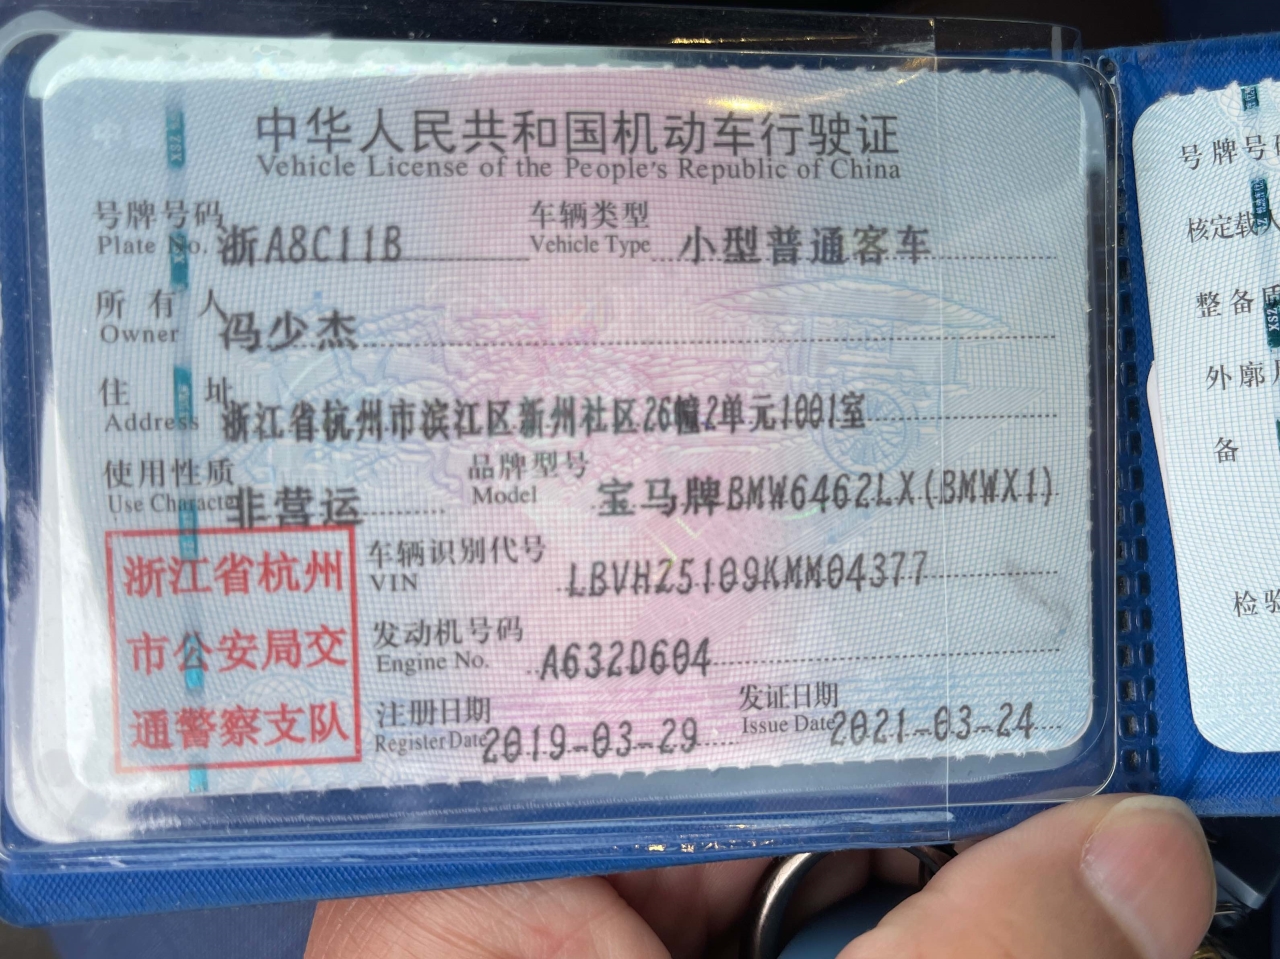 中华人民共和国机动车行驶证
Vehicle License of the People's Republic of China
号牌号码 浙A8C11B 车辆类型 小型普通客车
Plate No. Vehicle Type
所有人 冯少杰
Owner
住址 浙江省杭州市滨江区新州社区26幢2单元1001室
Address
使用性质 非营运 品牌型号 宝马牌BMW6462LX(BMWX1)
Use Character Model
浙江省杭州
市公安局交
通警察支队
车辆识别代号 LBVHZ5109KMM04377
VIN
发动机号码 A632D604
Engine No.
注册日期 2019-03-29 发证日期 2021-03-24
Register Date Issue Date
号牌号码
核定载人
整备质
外廓尺
备
检验
XSZ
XSZ